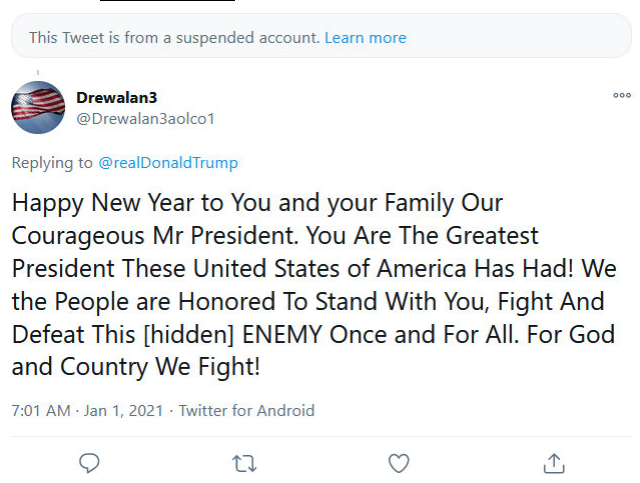 This Tweet is from a suspended account. Learn more
Drewalan3
@Drewalan3aolco1
Replying to @realDonaldTrump
Happy New Year to You and your Family Our
Courageous Mr President. You Are The Greatest
President These United States of America Has Had! We
the People are Honored To Stand With You, Fight And
Defeat This [hidden] ENEMY Once and For All. For God
and Country We Fight!
7:01 AM · Jan 1, 2021 · Twitter for Android